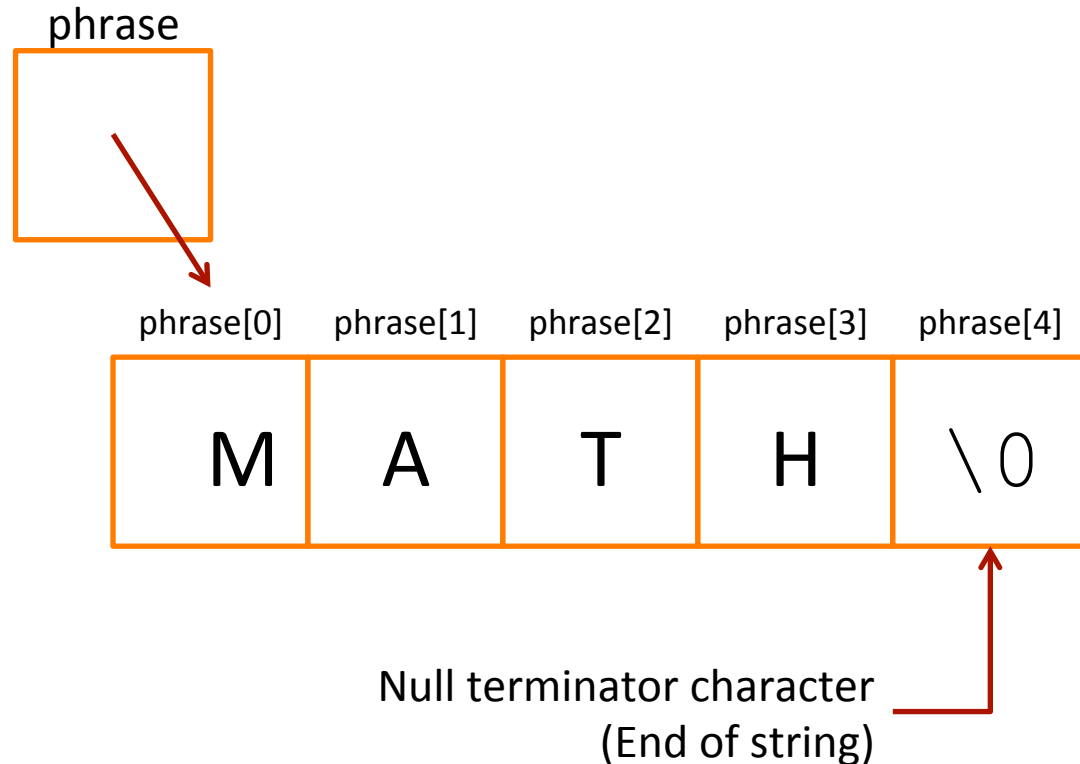 phrase
phrase[0] phrase[1] phrase[2] phrase[3] phrase[4]
M A T H \0
Null terminator character
(End of string)